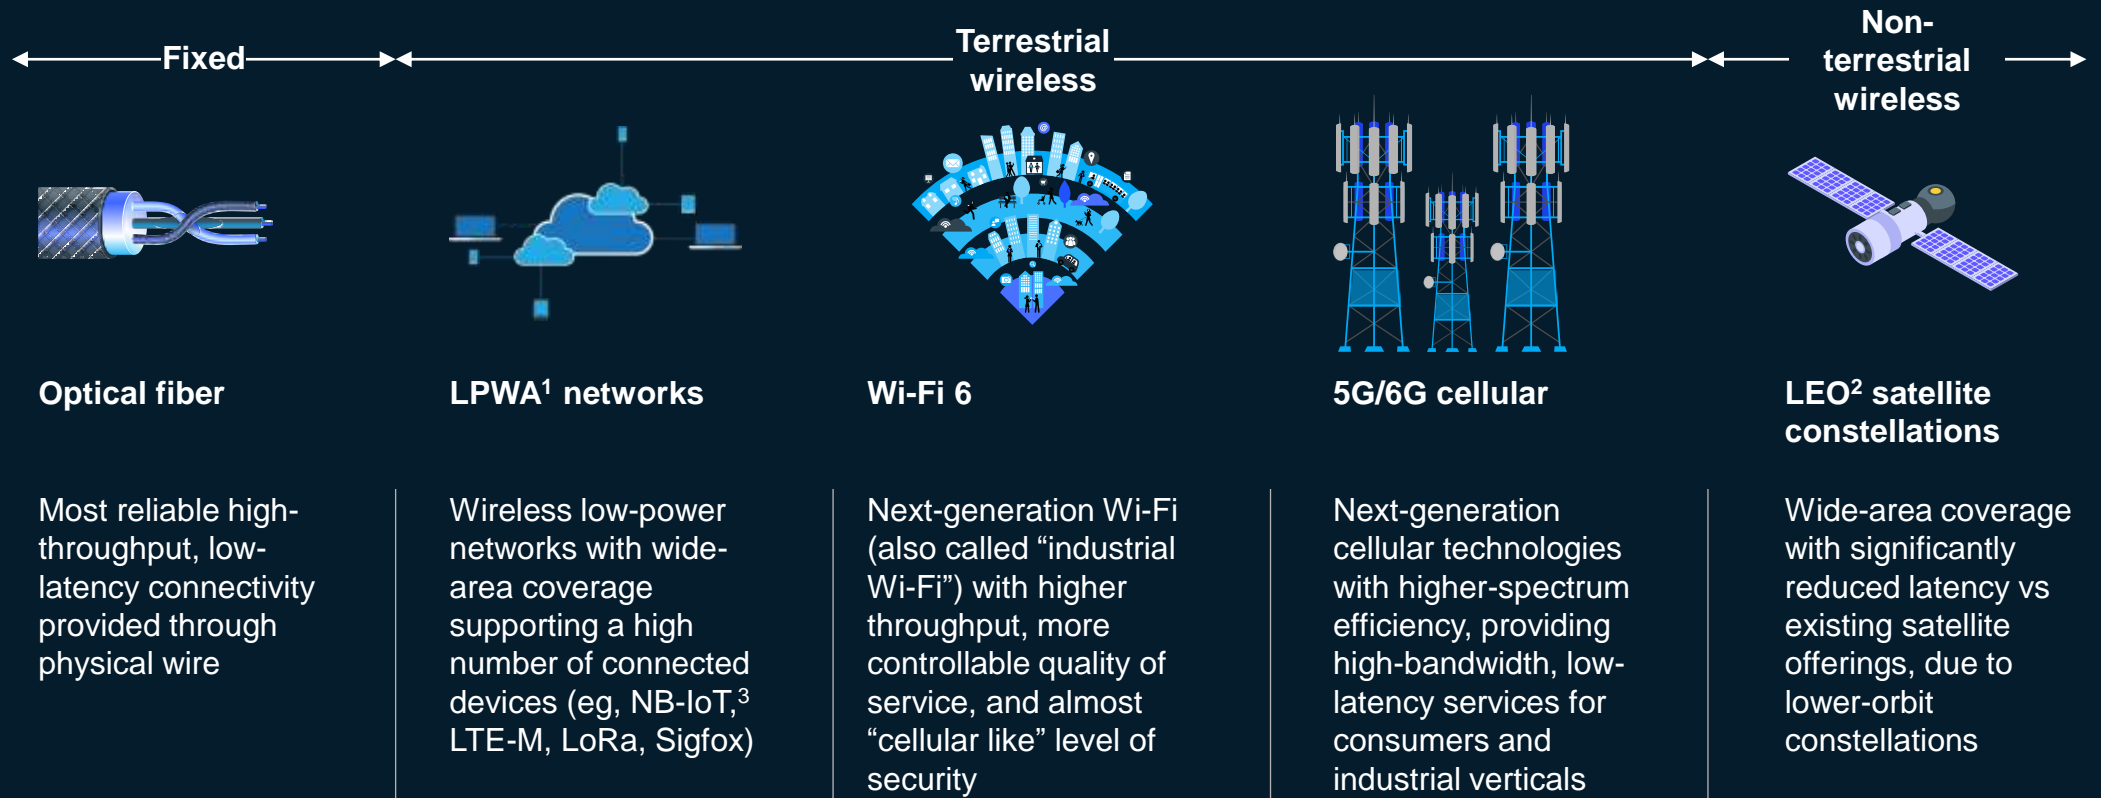 Fixed
Terrestrial
wireless
Non-
terrestrial
wireless
Optical fiber
Most reliable high-
throughput, low-
latency connectivity
provided through
physical wire
LPWA¹ networks
Wireless low-power
networks with wide-
area coverage
supporting a high
number of connected
devices (eg, NB-IoT,³
LTE-M, LoRa, Sigfox)
Wi-Fi 6
Next-generation Wi-Fi
(also called “industrial
Wi-Fi”) with higher
throughput, more
controllable quality of
service, and almost
“cellular like” level of
security
5G/6G cellular
Next-generation
cellular technologies
with higher-spectrum
efficiency, providing
high-bandwidth, low-
latency services for
consumers and
industrial verticals
LEO² satellite
constellations
Wide-area coverage
with significantly
reduced latency vs
existing satellite
offerings, due to
lower-orbit
constellations